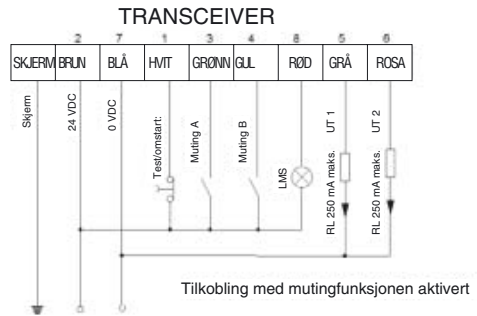 TRANSCEIVER
2 7 1 3 4 8 5 6
SKJERM BRUN BLÅ HVIT GRØNN GUL RØD GRÅ ROSA
Skjerm
24 VDC
0 VDC
Test/omstart:
Muting A
Muting B
LMS
RL 250 mA maks. UT 1
RL 250 mA maks. UT 2
Tilkobling med mutingfunksjonen aktivert